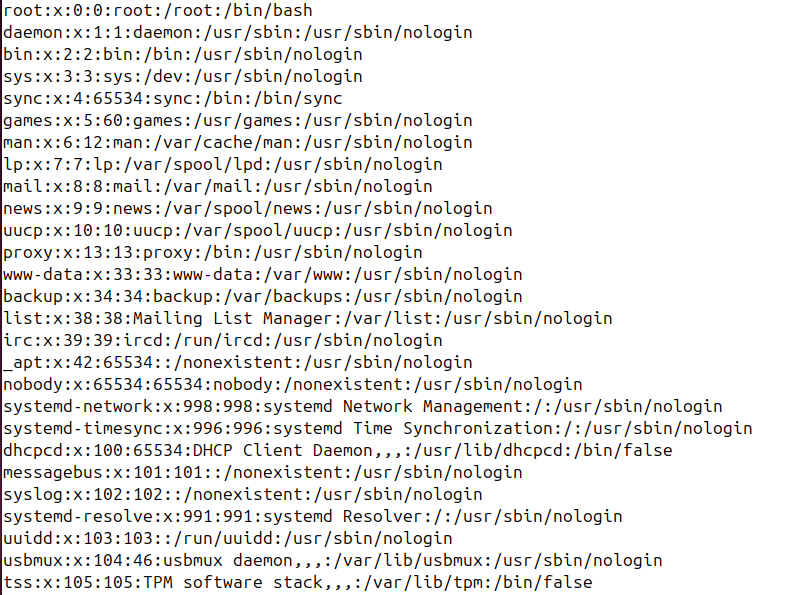 root:x:0:0:root:/root:/bin/bash
daemon:x:1:1:daemon:/usr/sbin:/usr/sbin/nologin
bin:x:2:2:bin:/bin:/usr/sbin/nologin
sys:x:3:3:sys:/dev:/usr/sbin/nologin
sync:x:4:65534:sync:/bin:/bin/sync
games:x:5:60:games:/usr/games:/usr/sbin/nologin
man:x:6:12:man:/var/cache/man:/usr/sbin/nologin
lp:x:7:7:lp:/var/spool/lpd:/usr/sbin/nologin
mail:x:8:8:mail:/var/mail:/usr/sbin/nologin
news:x:9:9:news:/var/spool/news:/usr/sbin/nologin
uucp:x:10:10:uucp:/var/spool/uucp:/usr/sbin/nologin
proxy:x:13:13:proxy:/bin:/usr/sbin/nologin
www-data:x:33:33:www-data:/var/www:/usr/sbin/nologin
backup:x:34:34:backup:/var/backups:/usr/sbin/nologin
list:x:38:38:Mailing List Manager:/var/list:/usr/sbin/nologin
irc:x:39:39:ircd:/run/ircd:/usr/sbin/nologin
_apt:x:42:65534::/nonexistent:/usr/sbin/nologin
nobody:x:65534:65534:nobody:/nonexistent:/usr/sbin/nologin
systemd-network:x:998:998:systemd Network Management:/:/usr/sbin/nologin
systemd-timesync:x:996:996:systemd Time Synchronization:/:/usr/sbin/nologin
dhcpcd:x:100:65534:DHCP Client Daemon,,,:/usr/lib/dhcpcd:/bin/false
messagebus:x:101:101::/nonexistent:/usr/sbin/nologin
syslog:x:102:102::/nonexistent:/usr/sbin/nologin
systemd-resolve:x:991:991:systemd Resolver:/:/usr/sbin/nologin
uuidd:x:103:103::/run/uuidd:/usr/sbin/nologin
usbmux:x:104:46:usbmux daemon,,,:/var/lib/usbmux:/usr/sbin/nologin
tss:x:105:105:TPM software stack,,,:/var/lib/tpm:/bin/false